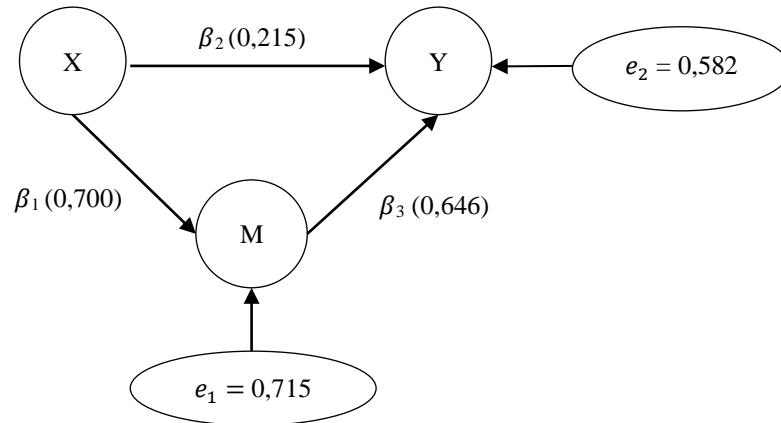 β₂ (0,215)
X
Y
e₂ = 0,582
β₁ (0,700)
β₃ (0,646)
M
e₁ = 0,715